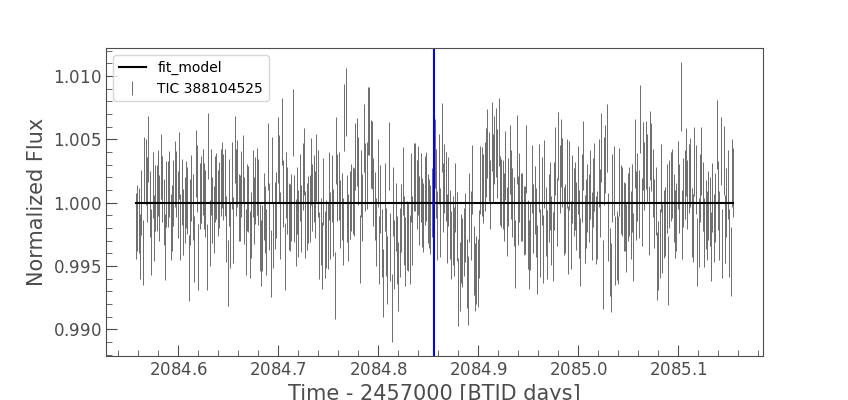 fit_model
TIC 388104525
1.010
1.005
1.000
0.995
0.990
Normalized Flux
2084.6 2084.7 2084.8 2084.9 2085.0 2085.1
Time - 2457000 [BTJD days]